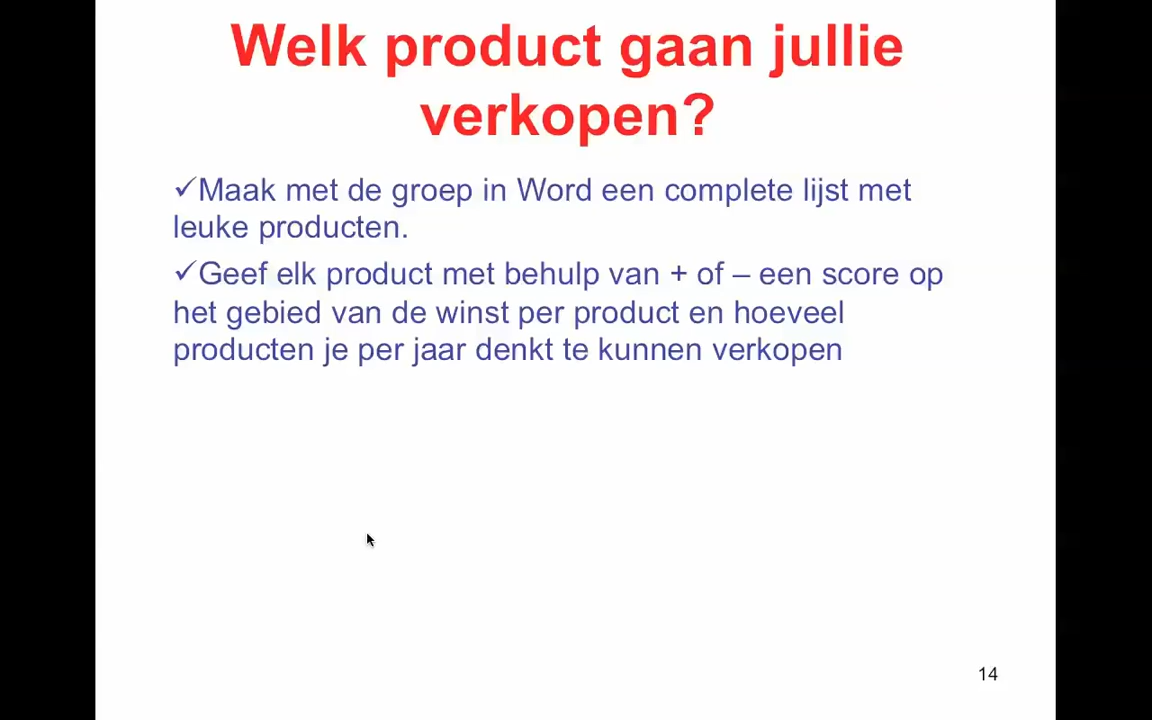 Welk product gaan jullie
verkopen?
✓Maak met de groep in Word een complete lijst met
leuke producten.
✓Geef elk product met behulp van + of – een score op
het gebied van de winst per product en hoeveel
producten je per jaar denkt te kunnen verkopen
14